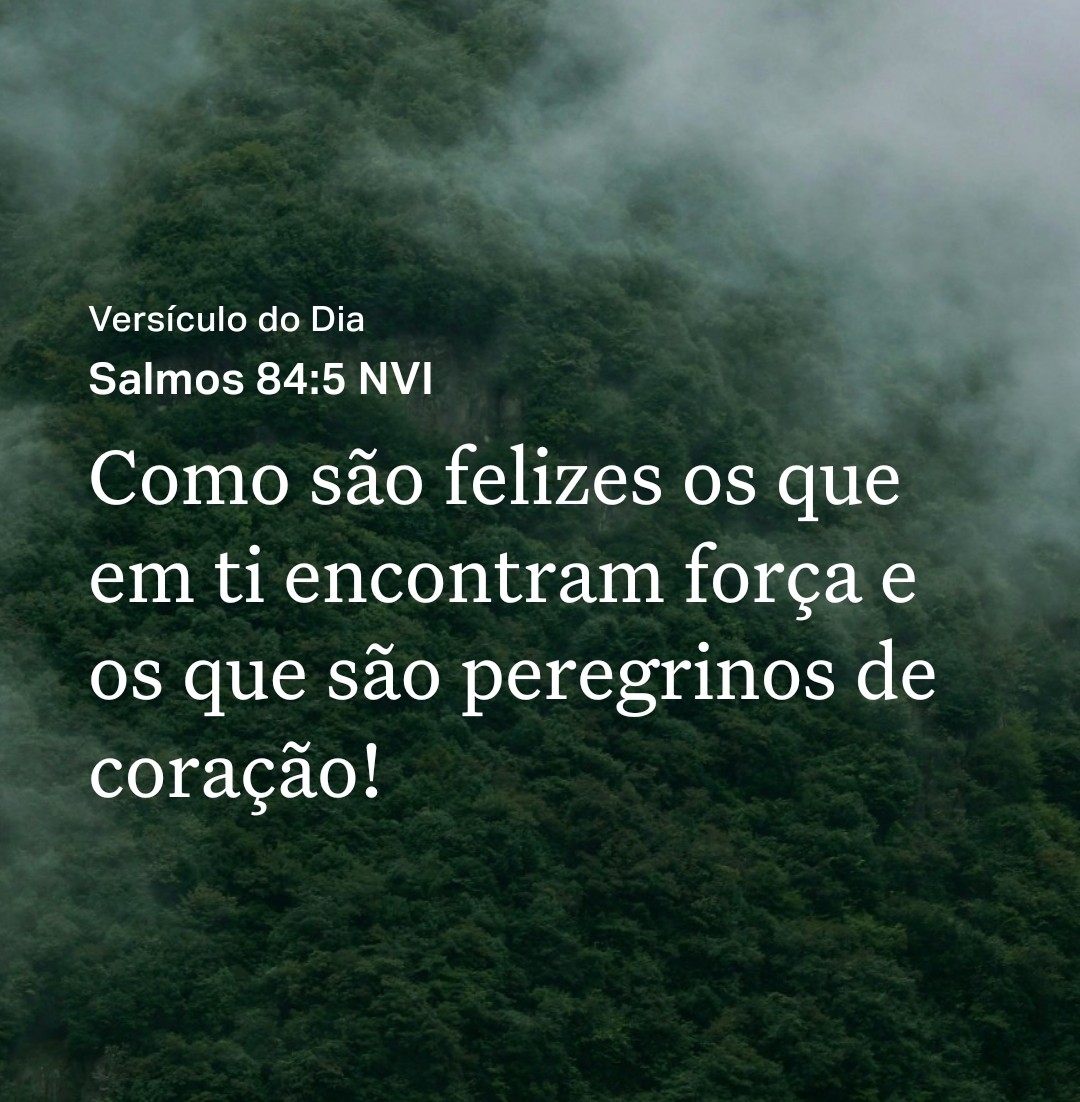 Versículo do Dia
Salmos 84:5 NVI
Como são felizes os que
em ti encontram força e
os que são peregrinos de
coração!